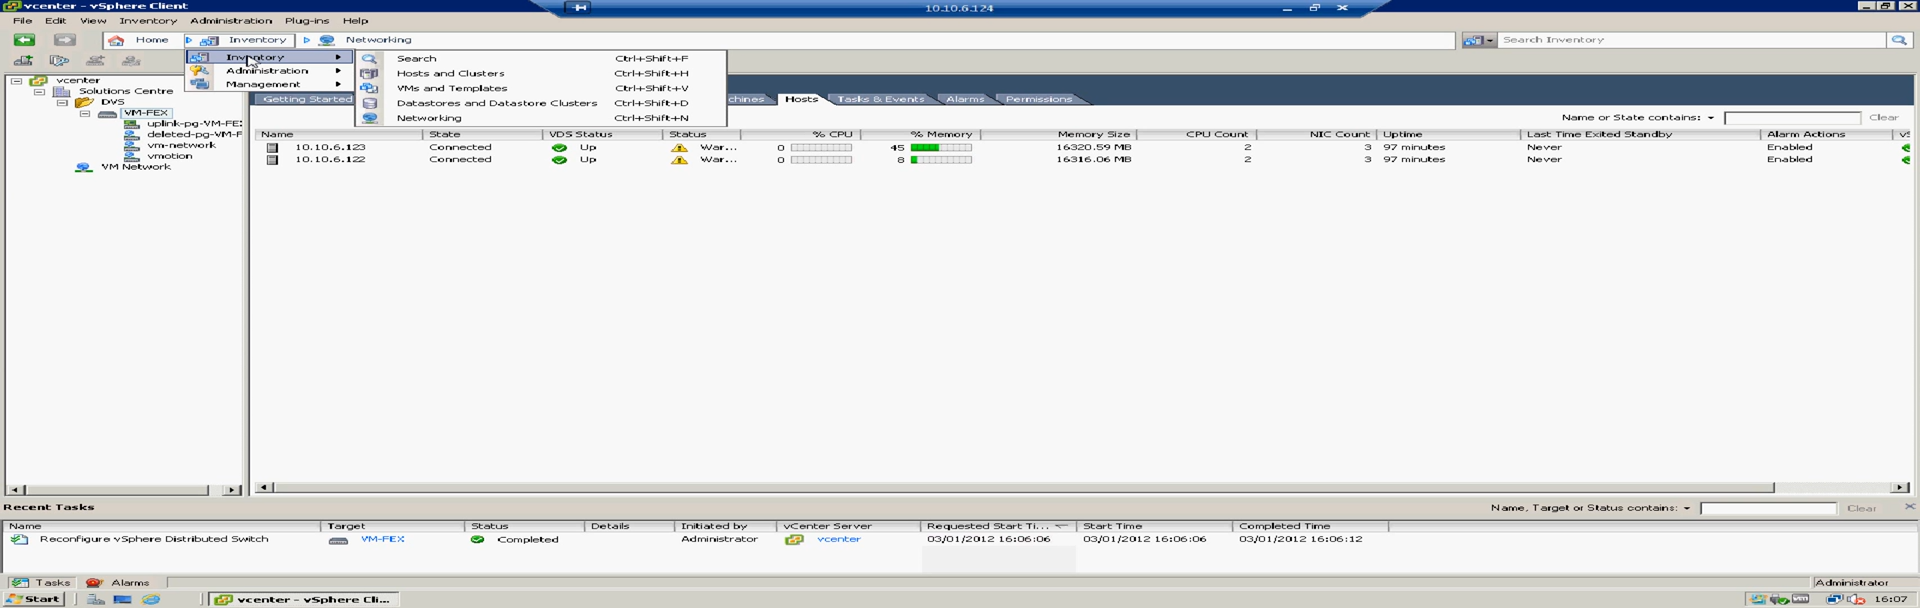 vcenter - vSphere Client
10.10.6.124
File Edit View Inventory Administration Plug-ins Help
Home Inventory Networking
Search Inventory
Inventory
Administration
Management
Search Ctrl+Shift+F
Hosts and Clusters Ctrl+Shift+H
VMs and Templates Ctrl+Shift+V
Datastores and Datastore Clusters Ctrl+Shift+D
Networking Ctrl+Shift+N
vcenter
Solutions Centre
DVS
VM-FEX
uplink-pg-VM-FE
deleted-pg-VM-F
vm-network
vmotion
VM Network
Getting Started chines Hosts Tasks & Events Alarms Permissions
Name or State contains: Clear
Name State VDS Status Status % CPU % Memory Memory Size CPU Count NIC Count Uptime Last Time Exited Standby Alarm Actions vS
10.10.6.123 Connected Up War... 0 45 16320.59 MB 2 3 97 minutes Never Enabled
10.10.6.122 Connected Up War... 0 8 16316.06 MB 2 3 97 minutes Never Enabled
Recent Tasks
Name, Target or Status contains: Clear
Name Target Status Details Initiated by vCenter Server Requested Start Ti... Start Time Completed Time
Reconfigure vSphere Distributed Switch VM-FEX Completed Administrator vcenter 03/01/2012 16:06:06 03/01/2012 16:06:06 03/01/2012 16:06:12
Tasks Alarms
Administrator
Start vcenter - vSphere Cli... 16:07